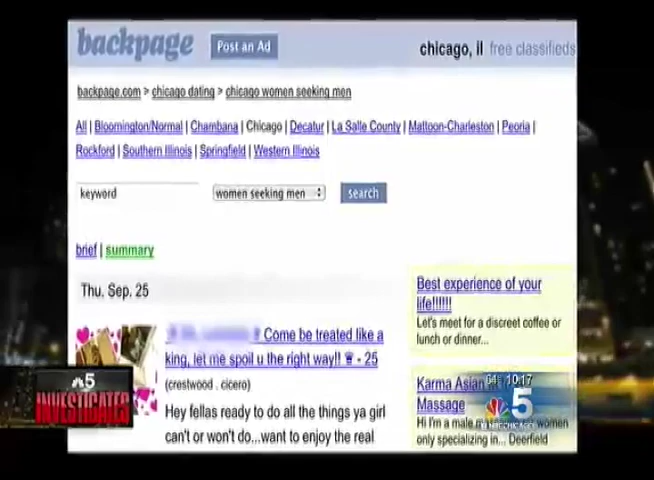 backpage
Post an Ad
chicago, il free classifieds
backpage.com > chicago dating > chicago women seeking men
All | Bloomington/Normal | Chambana | Chicago | Decatur | La Salle County | Mattoon-Charleston | Peoria |
Rockford | Southern Illinois | Springfield | Western Illinois
keyword
women seeking men
search
brief | summary
Thu. Sep. 25
Come be treated like a
king, let me spoil u the right way!! ♕ - 25
(crestwood . cicero)
Hey fellas ready to do all the things ya girl
can't or won't do...want to enjoy the real
Best experience of your
life!!!!!!
Let's meet for a discreet coffee or
lunch or dinner...
Karma Asian
Massage
Hi I'm a male women
only specializing in... Deerfield
5
INVESTIGATES
64° 10:17
5
NBCCHICAGO